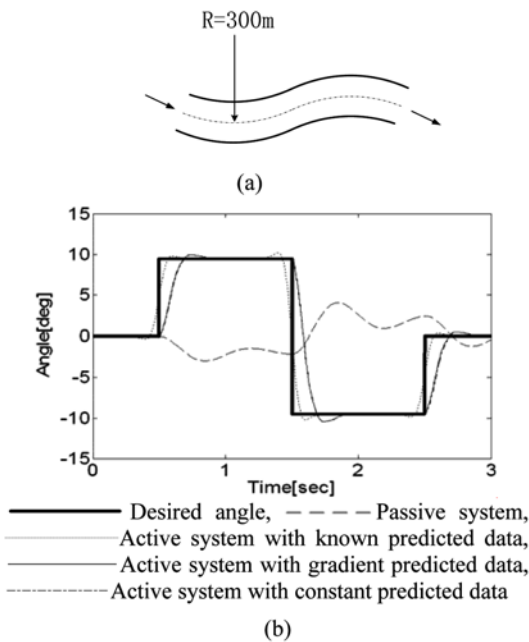 R=300m
(a)
15
10
5
0
-5
-10
-15
Angle[deg]
0
1
2
3
Time[sec]
Desired angle, Passive system,
Active system with known predicted data,
Active system with gradient predicted data,
Active system with constant predicted data
(b)